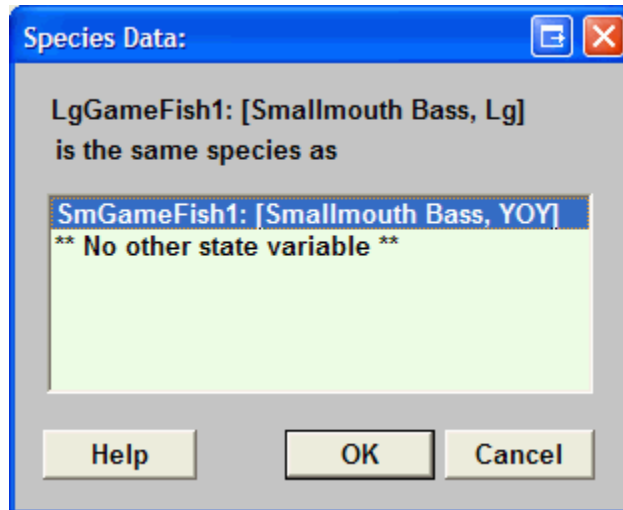 Species Data:
LgGameFish1: [Smallmouth Bass, Lg]
is the same species as
SmGameFish1: [Smallmouth Bass, YOY]
** No other state variable **
Help OK Cancel